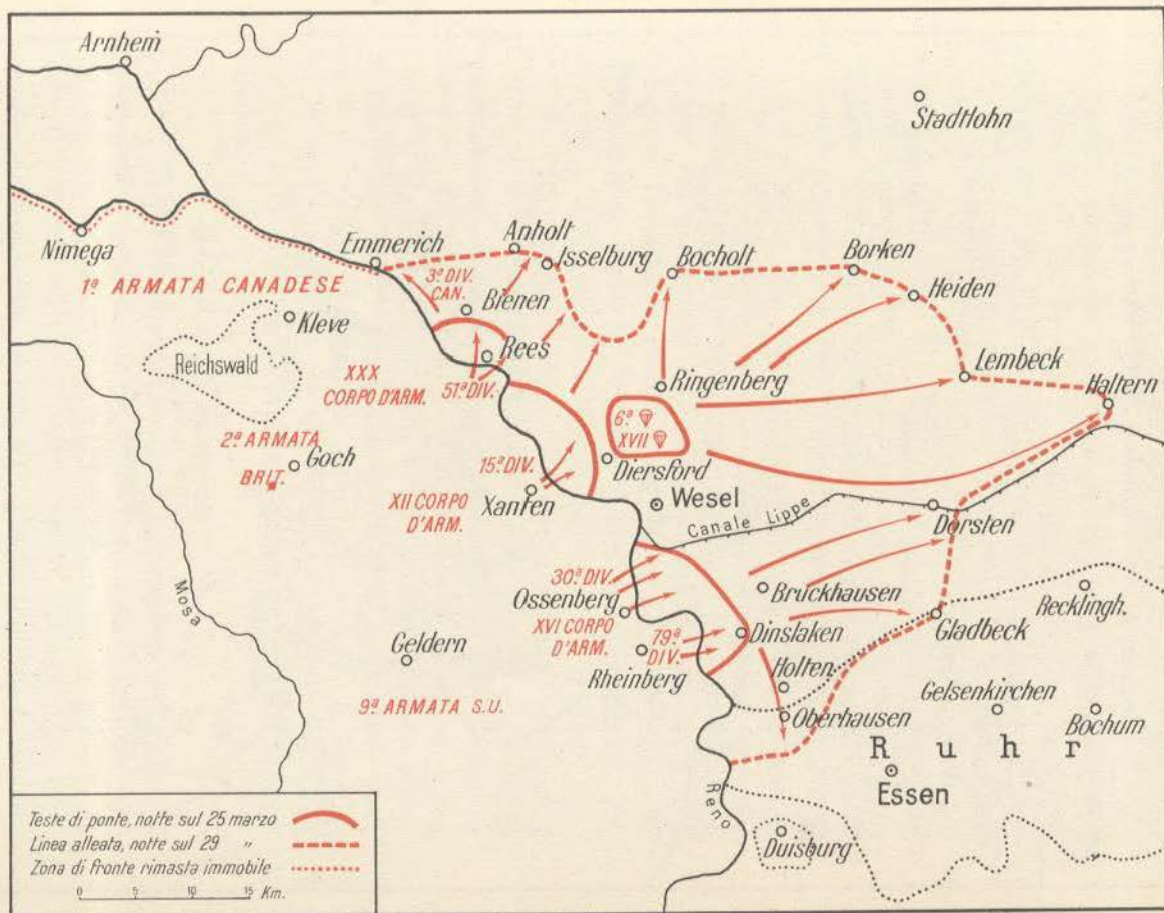 Arnhem
Stadtlohn
Nimega
Emmerich
Anholt
Isselburg
Bocholt
Borken
Heiden
1ª ARMATA CANADESE
3ª DIV.
CAN.
Bienen
Kleve
Reichswald
Rees
Ringenberg
Lembeck
Haltern
XXX
CORPO D'ARM.
51ª DIV.
6ª
XVII
2ª ARMATA
BRIT.
Goch
15ª DIV.
Diersford
XII CORPO
D'ARM.
Xanten
Wesel
Canale Lippe
Dorsten
Mosa
30ª DIV.
Ossenberg
Bruckhausen
Recklingh.
XVI CORPO
D'ARM.
79ª
DIV.
Dinslaken
Gladbeck
Geldern
Rheinberg
Holten
9ª ARMATA S.U.
Gelsenkirchen
Oberhausen
Bochum
Ruhr
Essen
Reno
Duisburg
Teste di ponte, notte sul 25 marzo
Linea alleata, notte sul 29 "
Zona di fronte rimasta immobile
0 5 10 15 Km.